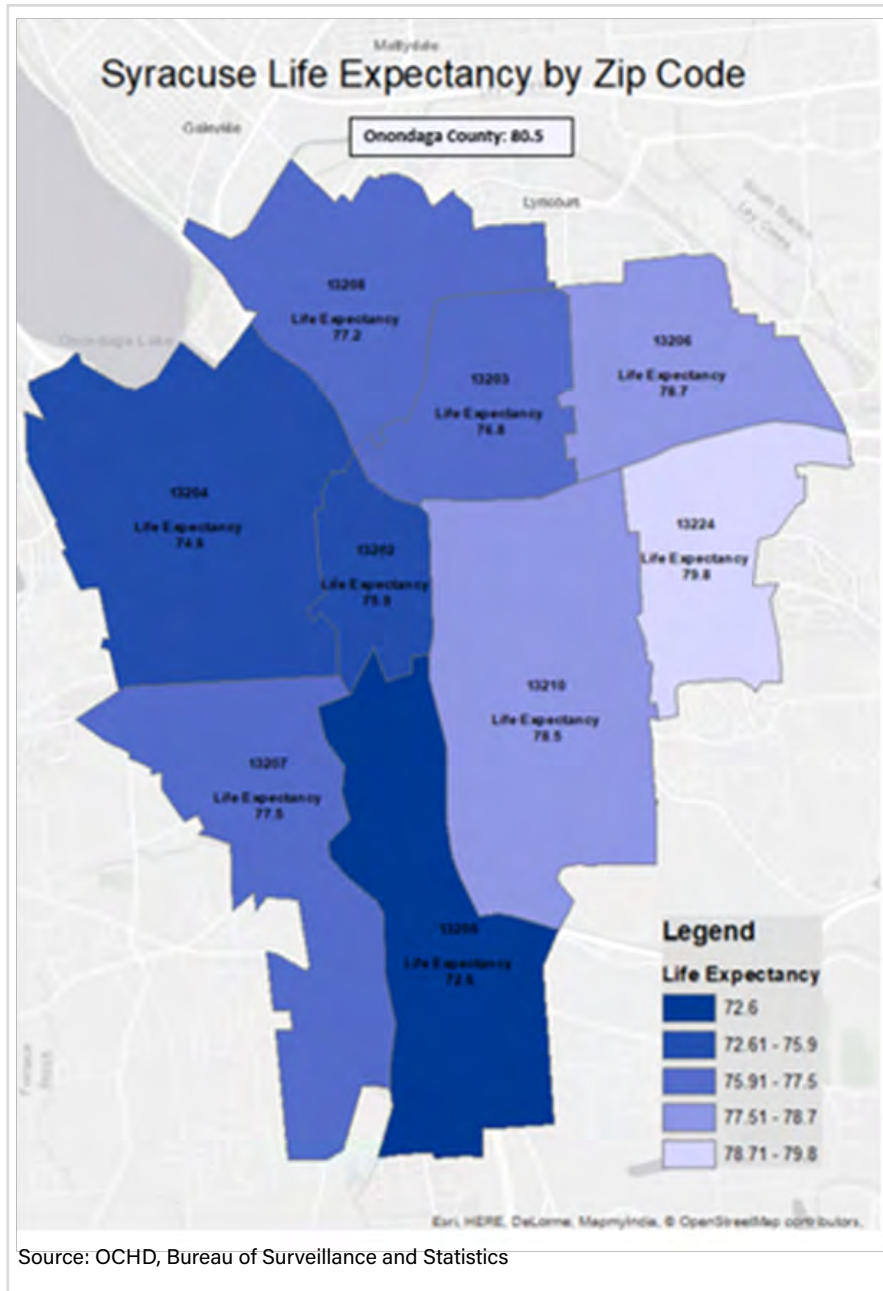 Mattydale
Syracuse Life Expectancy by Zip Code
Onondaga County: 80.5
Lyncourt
13208
Life Expectancy
77.2
Onondaga Lake
13206
Life Expectancy
78.7
13203
Life Expectancy
76.8
13204
Life Expectancy
13224
Life Expectancy
79.8
13202
Life Expectancy
75.9
13210
Life Expectancy
78.5
13207
Life Expectancy
77.5
13205
Life Expectancy
72.6
Legend
Life Expectancy
72.6
72.61 - 75.9
75.91 - 77.5
77.51 - 78.7
78.71 - 79.8
Esri, HERE, DeLorme, MapmyIndia, © OpenStreetMap contributors,
Source: OCHD, Bureau of Surveillance and Statistics